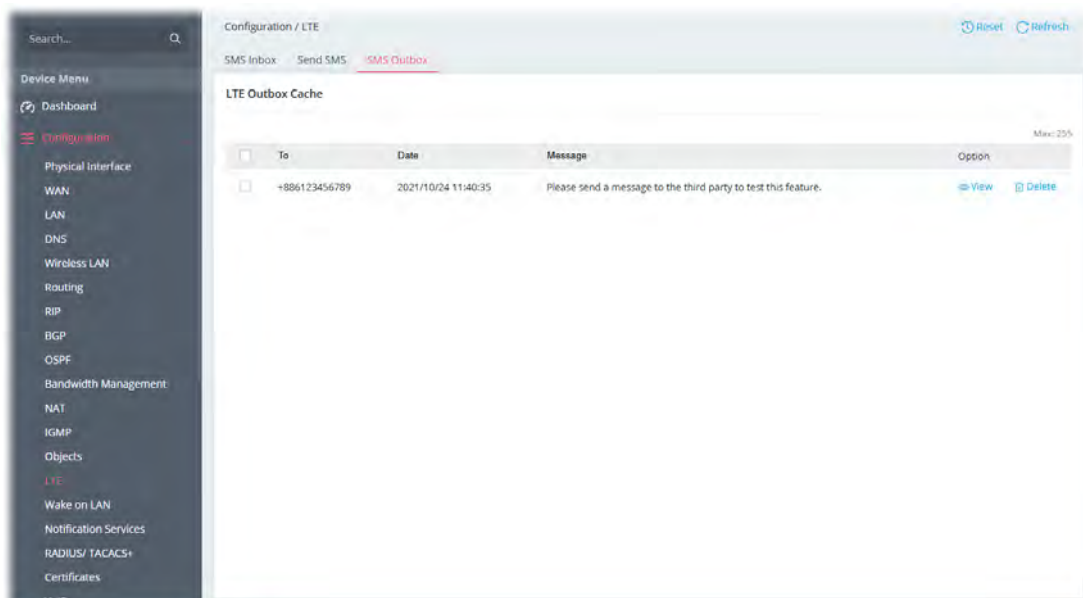 Search...
Device Menu
Dashboard
Configuration
Physical Interface
WAN
LAN
DNS
Wireless LAN
Routing
RIP
BGP
OSPF
Bandwidth Management
NAT
IGMP
Objects
LTE
Wake on LAN
Notification Services
RADIUS/ TACACS+
Certificates
Configuration / LTE
Reset Refresh
SMS Inbox Send SMS SMS Outbox
LTE Outbox Cache
Max: 255
To Date Message Option
+886123456789 2021/10/24 11:40:35 Please send a message to the third party to test this feature. View Delete